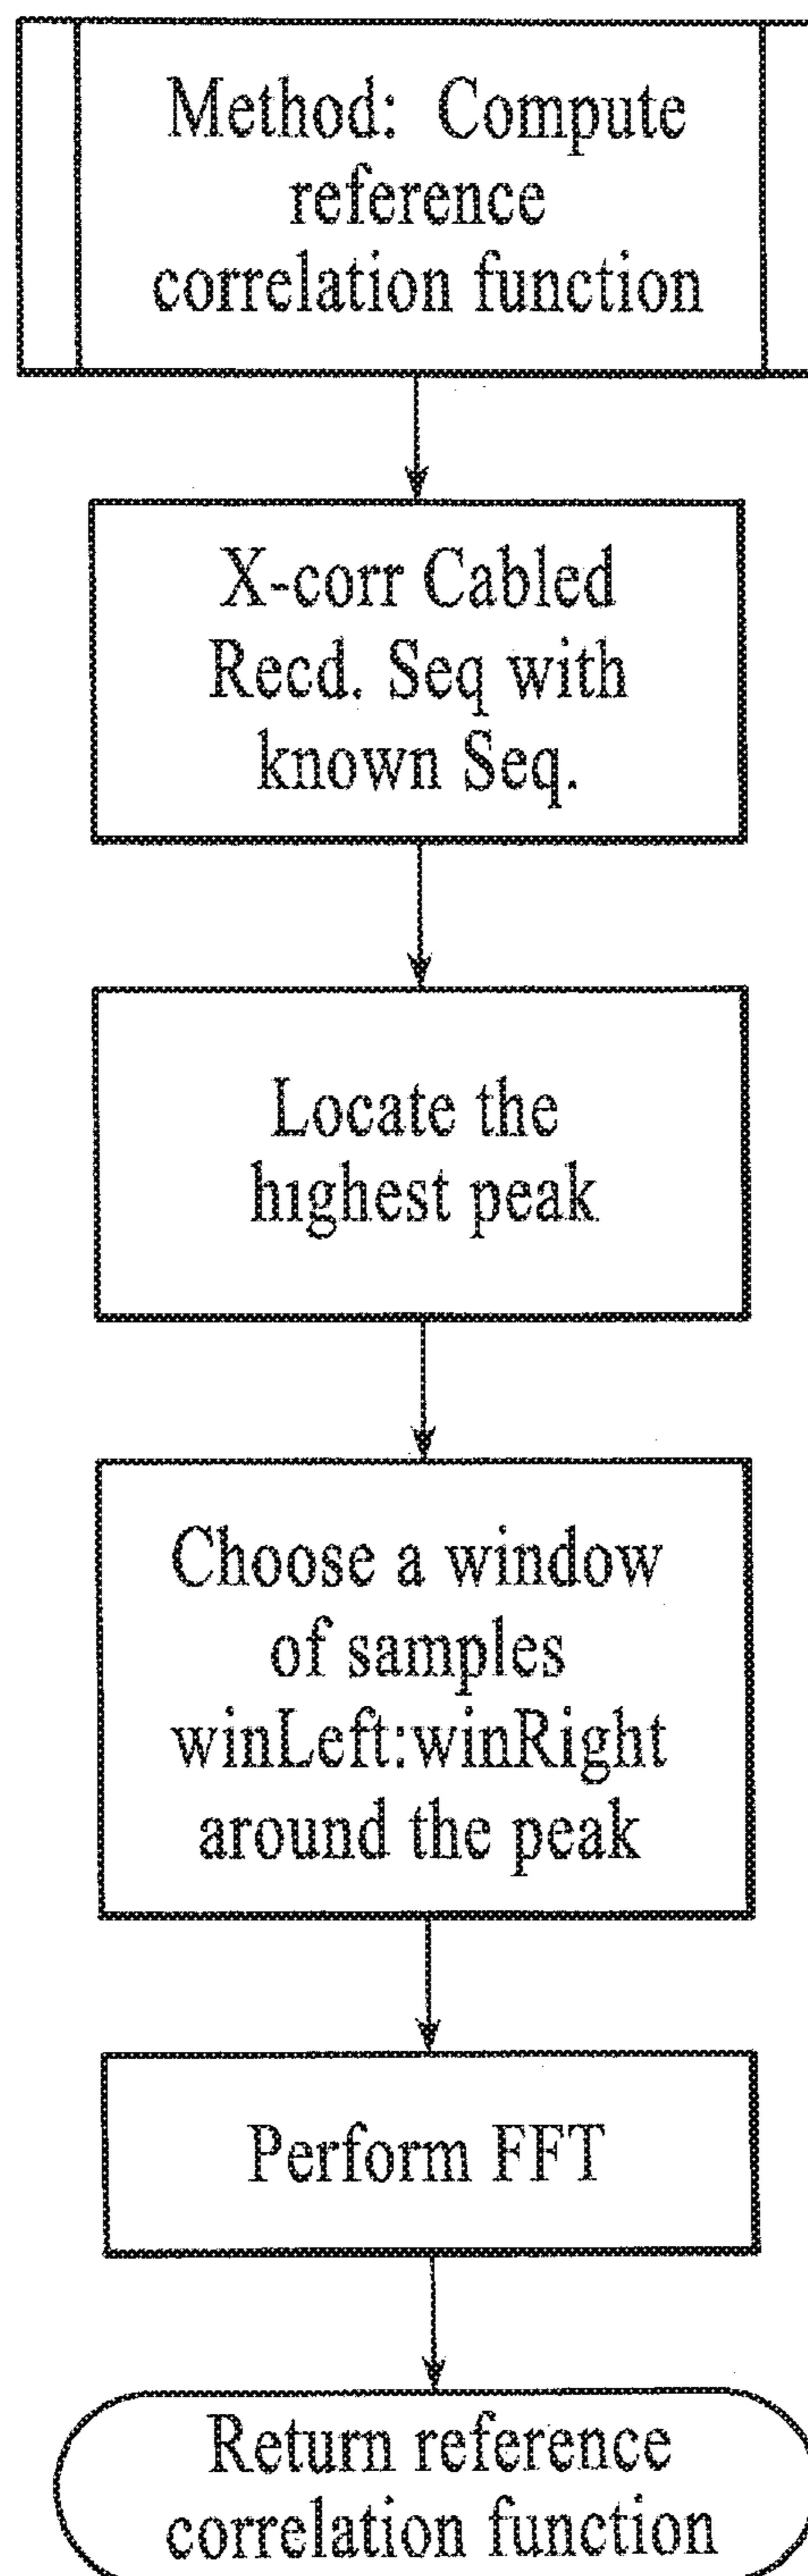 Method: Compute
reference
correlation function
X-corr Cabled
Recd. Seq with
known Seq.
Locate the
highest peak
Choose a window
of samples
winLeft:winRight
around the peak
Perform FFT
Return reference
correlation function